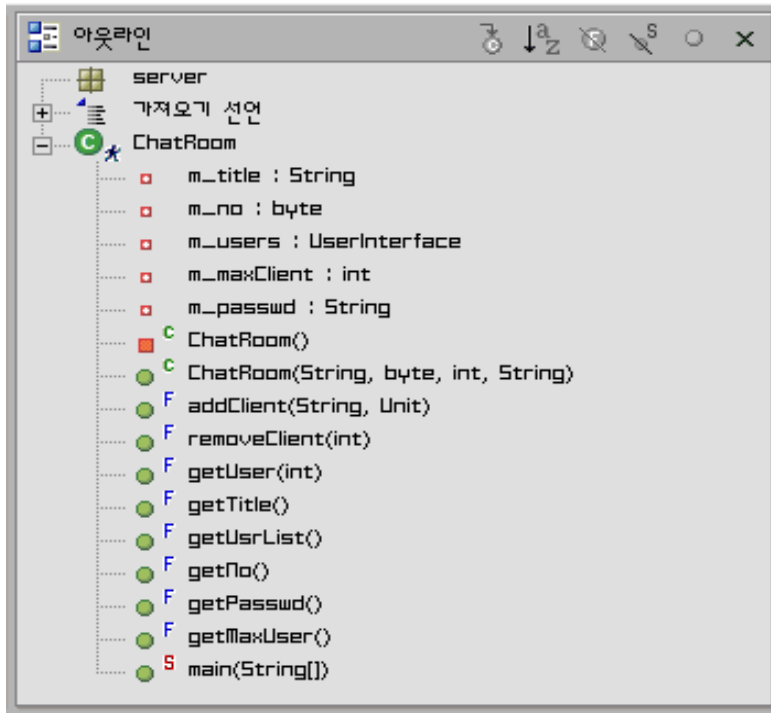 아웃라인
server
가져오기 선언
ChatRoom
m_title : String
m_no : byte
m_users : UserInterface
m_maxClient : int
m_passwd : String
ChatRoom()
ChatRoom(String, byte, int, String)
addClient(String, Unit)
removeClient(int)
getUser(int)
getTitle()
getUsrList()
getNo()
getPasswd()
getMaxUser()
main(String[])